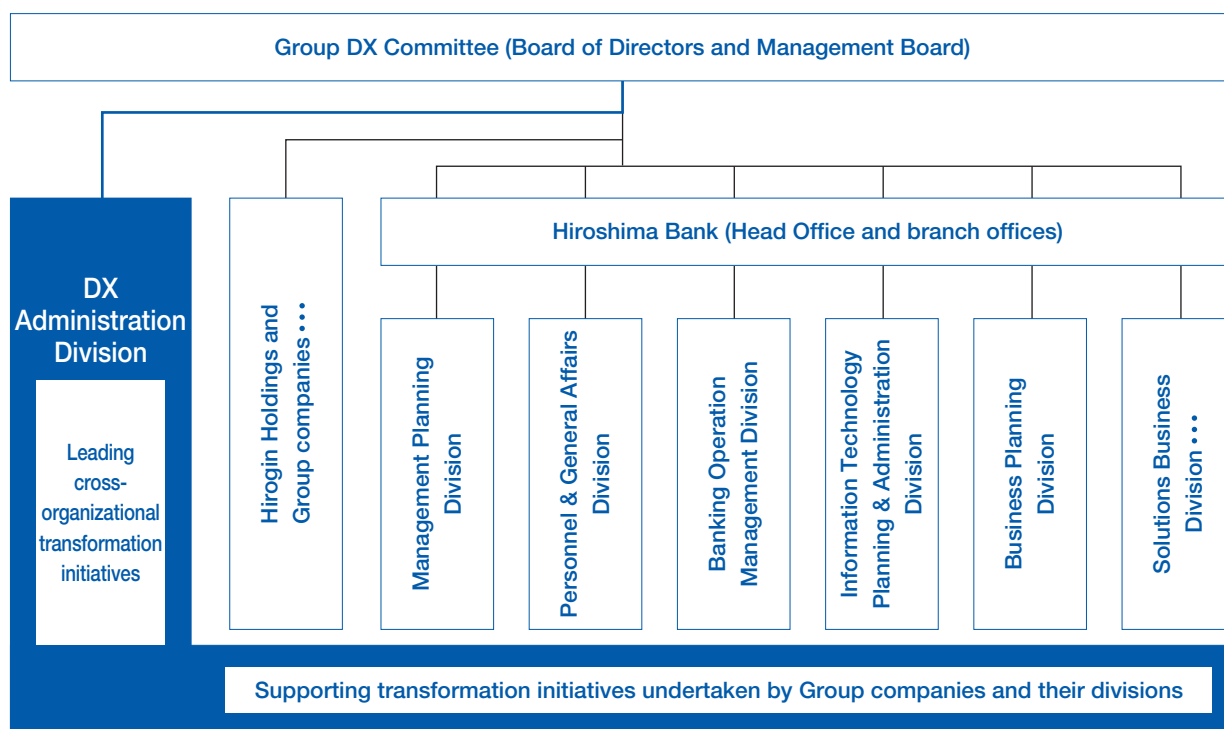 Group DX Committee (Board of Directors and Management Board)
DX
Administration
Division
Leading
cross-
organizational
transformation
initiatives
Hirogin Holdings and
Group companies •••
Hiroshima Bank (Head Office and branch offices)
Management Planning
Division
Personnel & General Affairs
Division
Banking Operation
Management Division
Information Technology
Planning & Administration
Division
Business Planning
Division
Solutions Business
Division •••
Supporting transformation initiatives undertaken by Group companies and their divisions